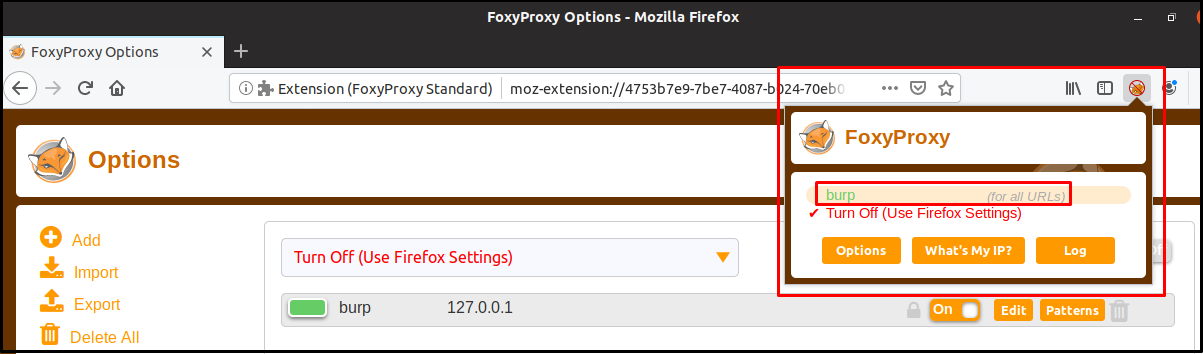 FoxyProxy Options - Mozilla Firefox
FoxyProxy Options
Extension (FoxyProxy Standard) moz-extension://4753b7e9-7be7-4087-b024-70eb0
Options
FoxyProxy
burp (for all URLs)
✔ Turn Off (Use Firefox Settings)
Options What's My IP? Log
Add
Import
Export
Delete All
Turn Off (Use Firefox Settings)
burp 127.0.0.1 On Edit Patterns